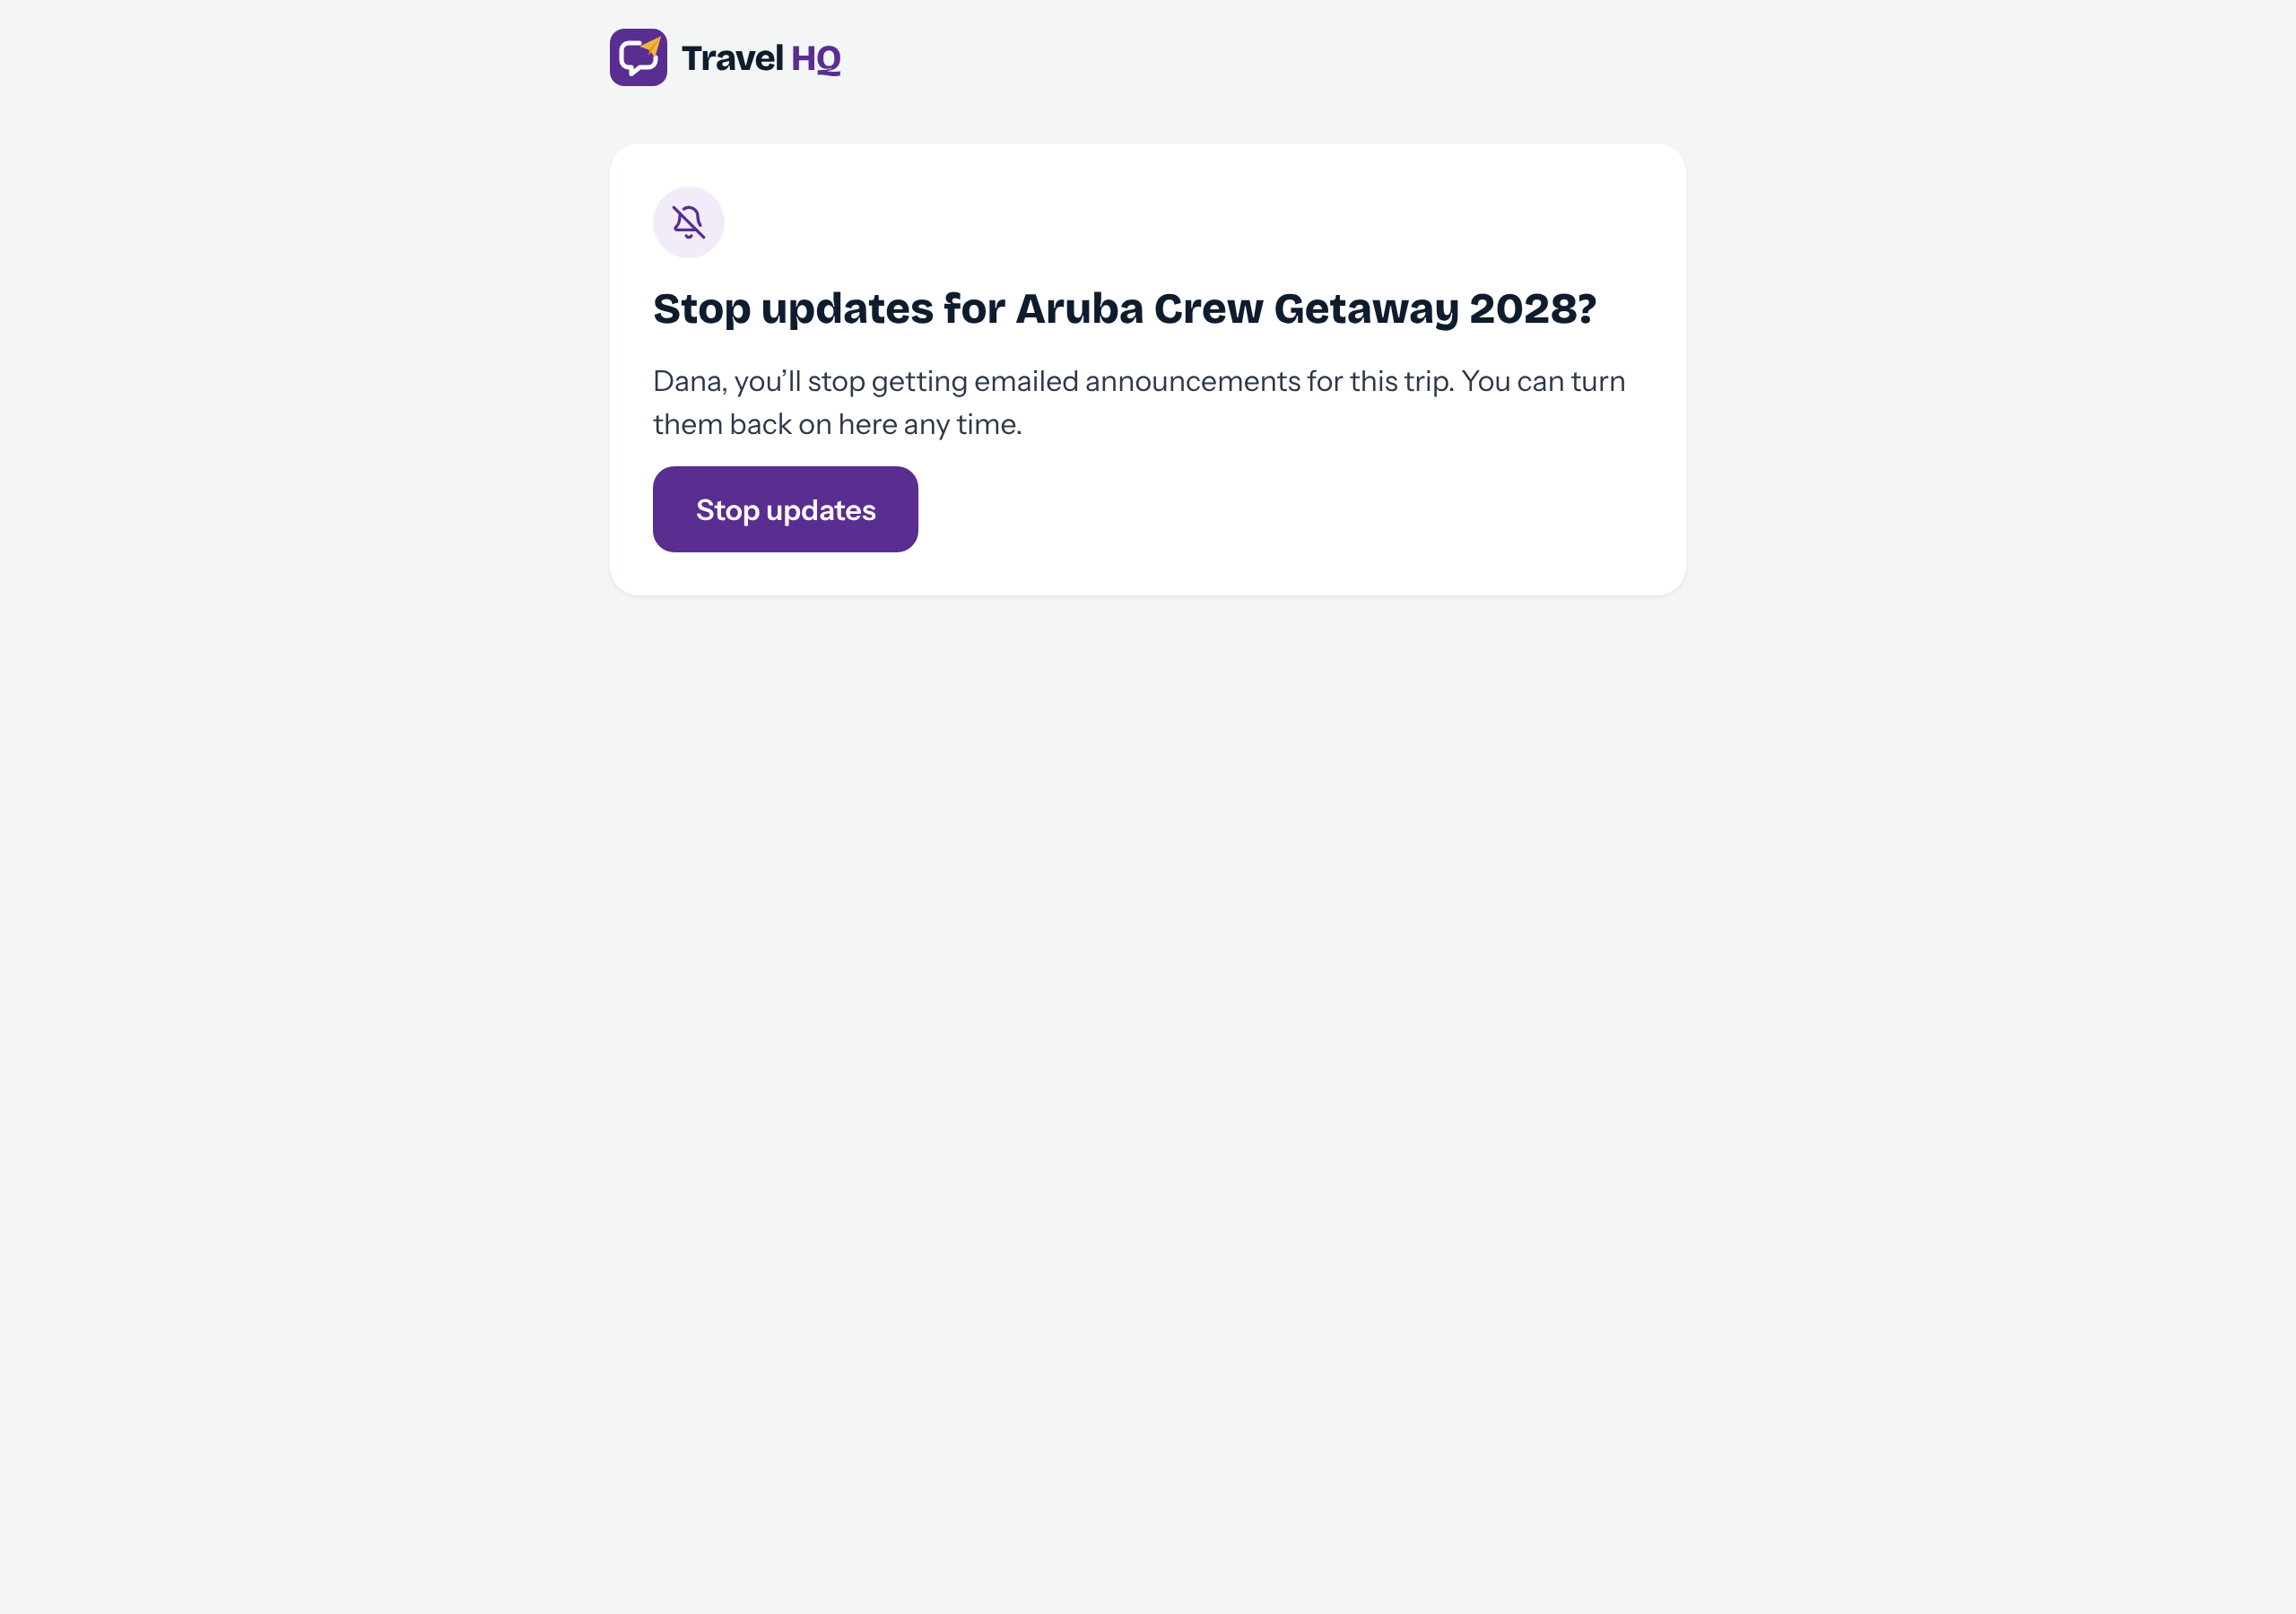 Travel HQ
Stop updates for Aruba Crew Getaway 2028?
Dana, you’ll stop getting emailed announcements for this trip. You can turn
them back on here any time.
Stop updates